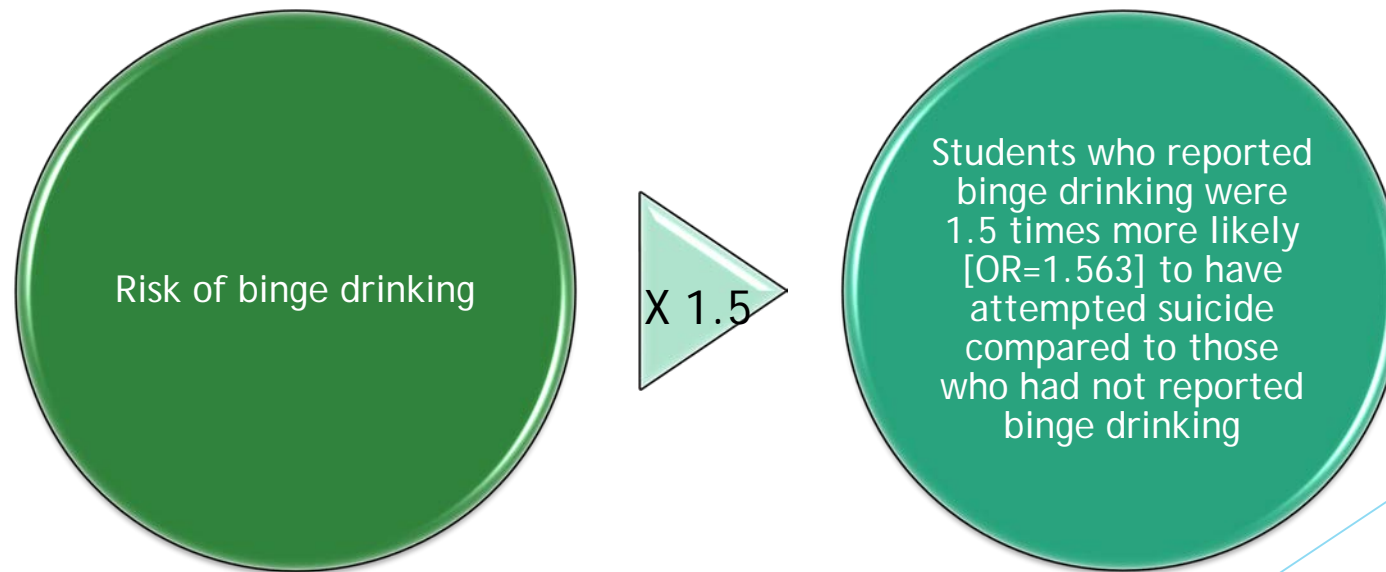 Risk of binge drinking
X 1.5
Students who reported
binge drinking were
1.5 times more likely
[OR=1.563] to have
attempted suicide
compared to those
who had not reported
binge drinking